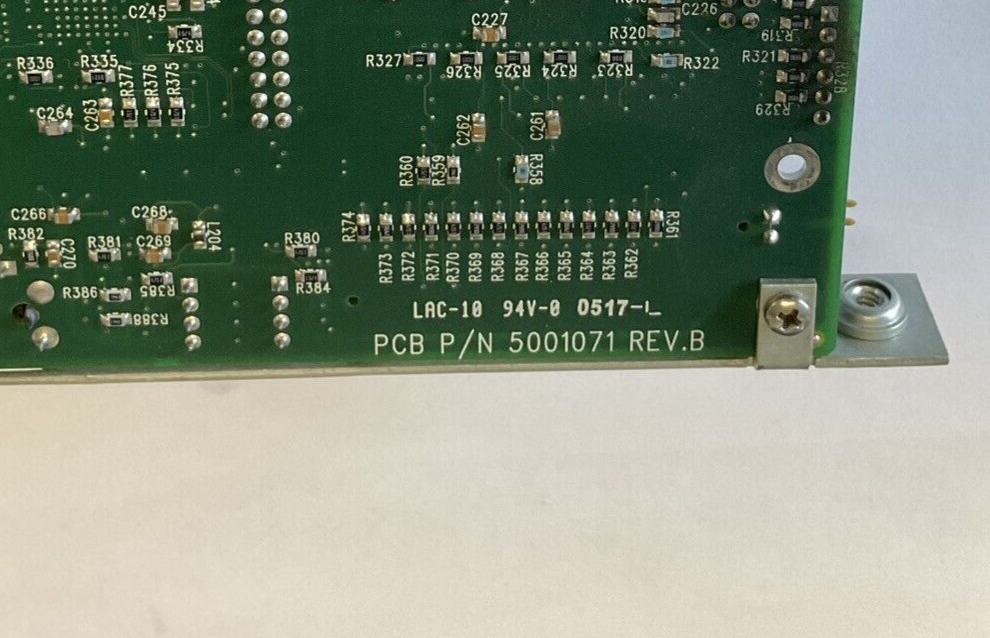 C245
R334
C227
C226
R320
R319
R336
R335
R327
R326
R325
R324
R323
R322
R321
R377
R376
R375
C263
R329
C264
C262
C261
R360
R359
R358
C266
C268
R374
R361
R382
C270
R381
C269
L204
R380
R373
R372
R371
R370
R369
R368
R367
R366
R365
R364
R363
R362
R386
R385
R384
R388
LAC-10 94V-0 0517-L
PCB P/N 5001071 REV.B